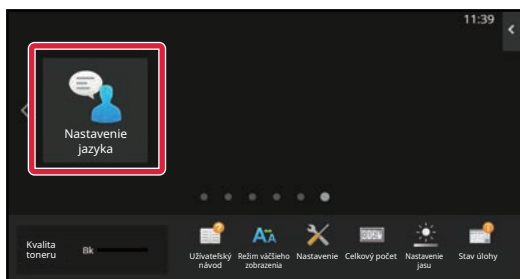 11:39
Nastavenie
jazyka
Kvalita
toneru
Bk
Užívateľský
návod
Režim väčšieho
zobrazenia
Nastavenie
Celkový počet
Nastavenie
jasu
Stav úlohy